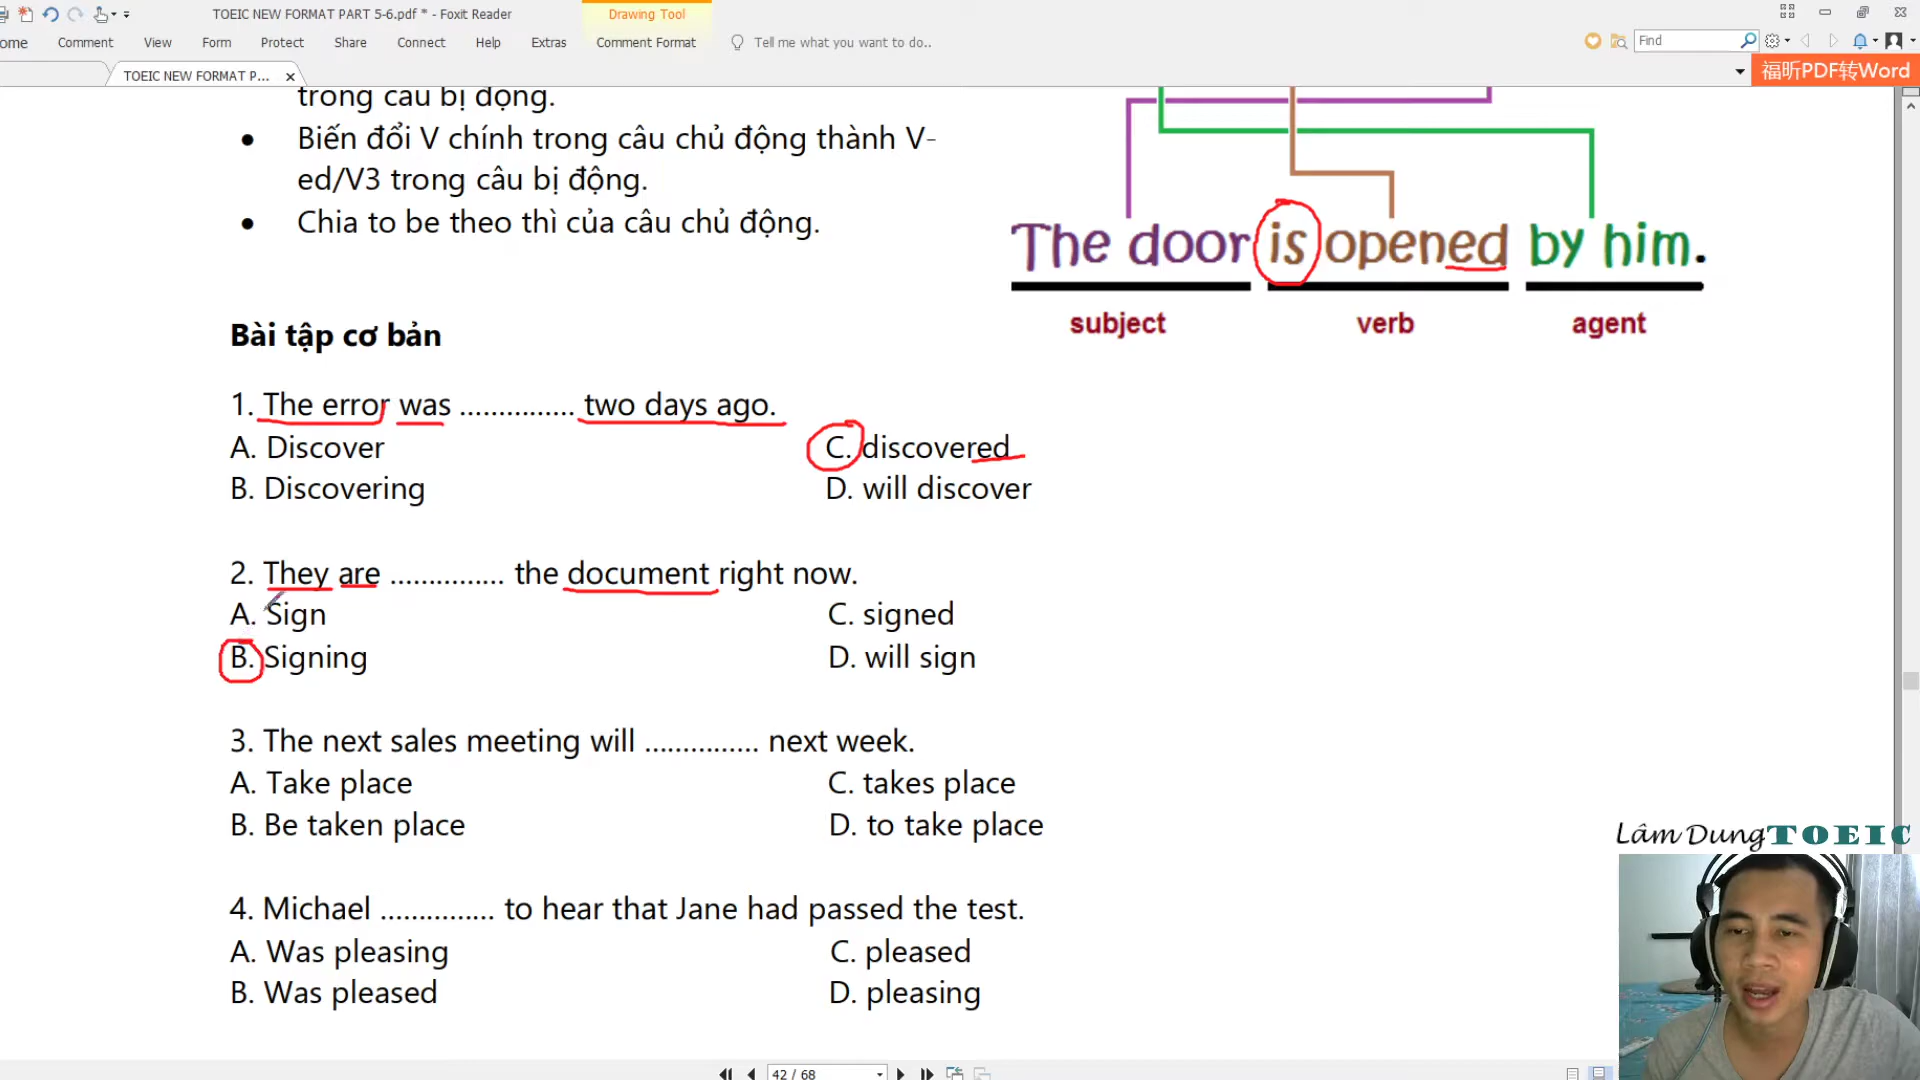 TOEIC NEW FORMAT PART 5-6.pdf * - Foxit Reader
Drawing Tool
ome Comment View Form Protect Share Connect Help Extras Comment Format Tell me what you want to do.. Find
TOEIC NEW FORMAT P...
福昕PDF转Word
trong câu bị động.
• Biến đổi V chính trong câu chủ động thành V-
ed/V3 trong câu bị động.
• Chia to be theo thì của câu chủ động.
The door is opened by him.
subject verb agent
Bài tập cơ bản
1. The error was ............... two days ago.
A. Discover C. discovered
B. Discovering D. will discover
2. They are ............... the document right now.
A. Sign C. signed
B. Signing D. will sign
3. The next sales meeting will ............... next week.
A. Take place C. takes place
B. Be taken place D. to take place
4. Michael ............... to hear that Jane had passed the test.
A. Was pleasing C. pleased
B. Was pleased D. pleasing
Lâm Dung TOEIC
42 / 68